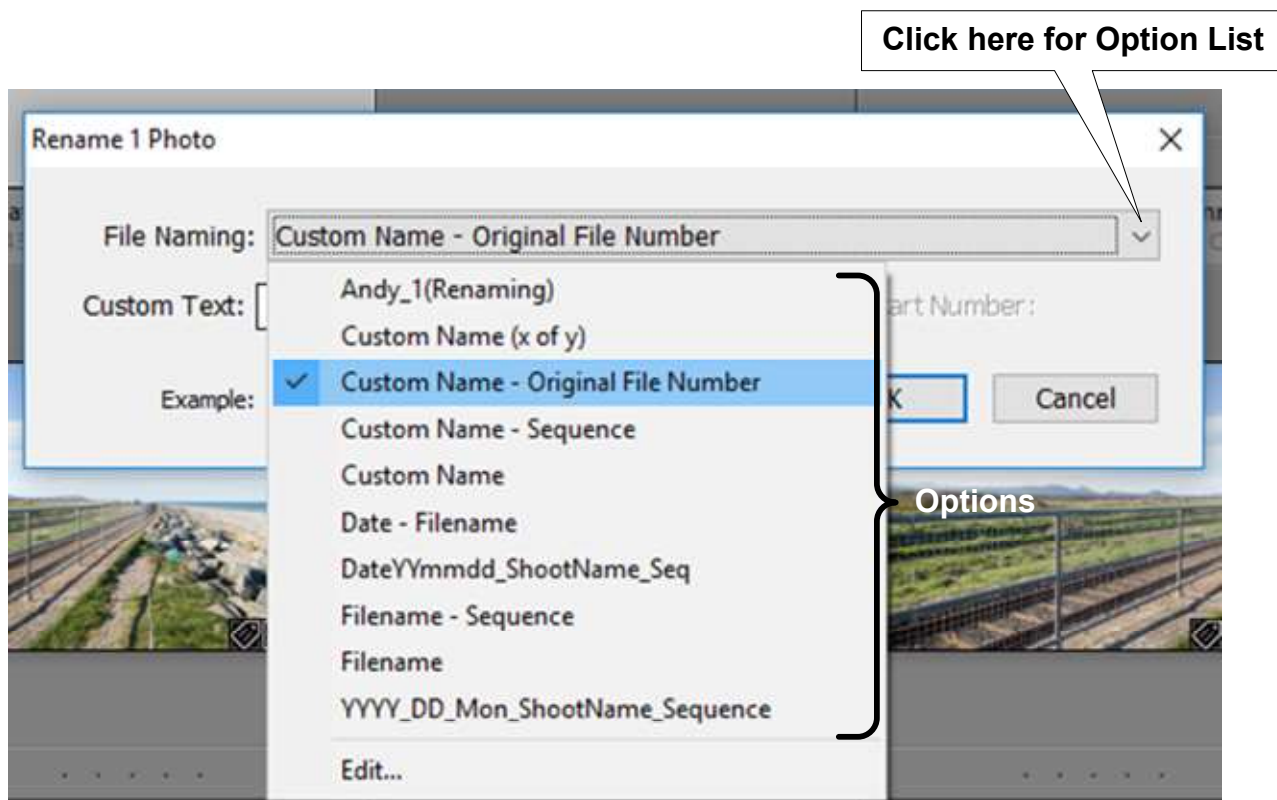 Click here for Option List
Rename 1 Photo
File Naming: Custom Name - Original File Number
Andy_1(Renaming)
Custom Text: art Number:
Custom Name (x of y)
Custom Name - Original File Number
Example: K Cancel
Custom Name - Sequence
Custom Name
Options
Date - Filename
DateYYmmdd_ShootName_Seq
Filename - Sequence
Filename
YYYY_DD_Mon_ShootName_Sequence
Edit...